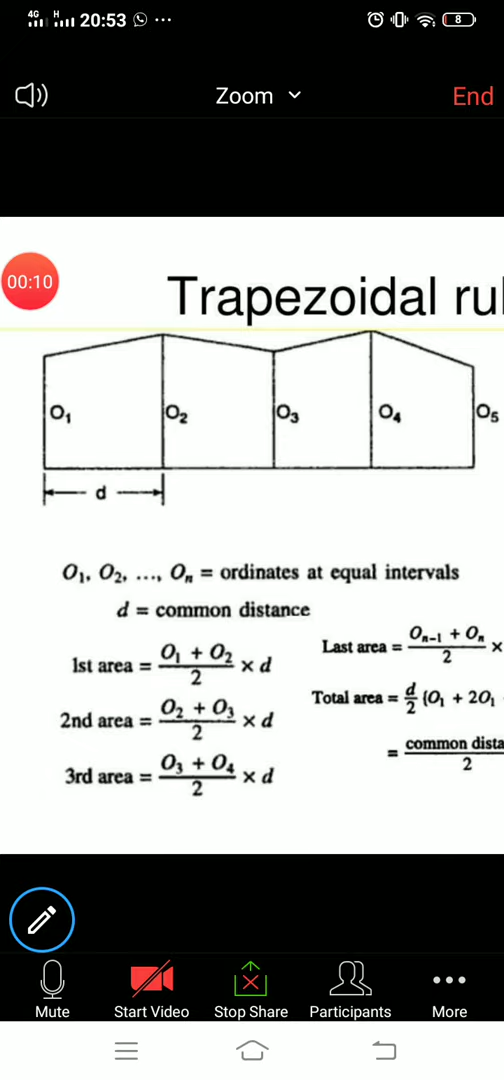 4G H 20:53 8
Zoom End
00:10
Trapezoidal rul
O₁ O₂ O₃ O₄ O₅
d
O₁, O₂, ..., Oₙ = ordinates at equal intervals
d = common distance
1st area = (O₁ + O₂)/2 × d
2nd area = (O₂ + O₃)/2 × d
3rd area = (O₃ + O₄)/2 × d
Last area = (Oₙ₋₁ + Oₙ)/2 ×
Total area = d/2 {O₁ + 2O₁
= common dista/2
Mute Start Video Stop Share Participants More